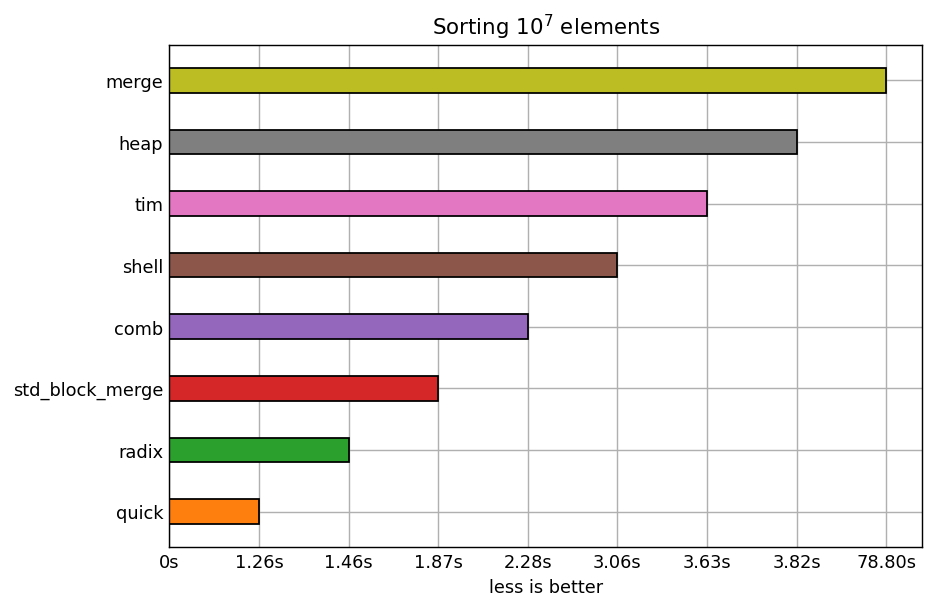 Sorting 10⁷ elements
merge
heap
tim
shell
comb
std_block_merge
radix
quick
0s 1.26s 1.46s 1.87s 2.28s 3.06s 3.63s 3.82s 78.80s
less is better